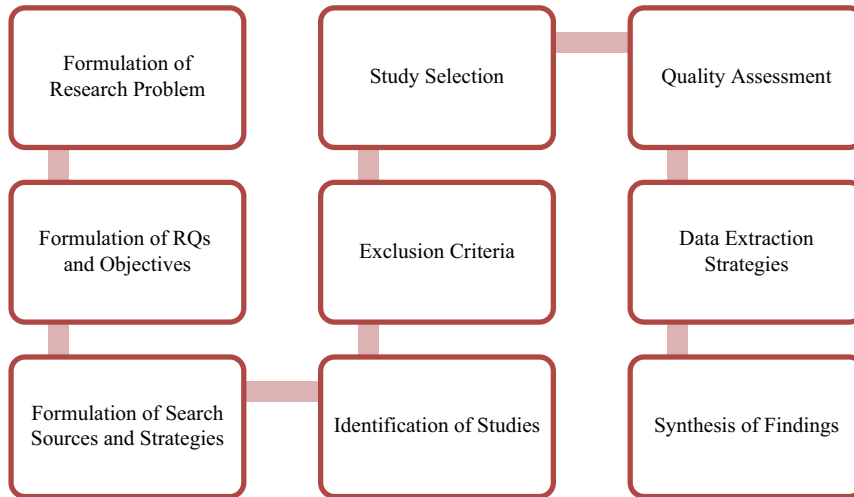 Formulation of
Research Problem
Formulation of RQs
and Objectives
Formulation of Search
Sources and Strategies
Identification of Studies
Exclusion Criteria
Study Selection
Quality Assessment
Data Extraction
Strategies
Synthesis of Findings